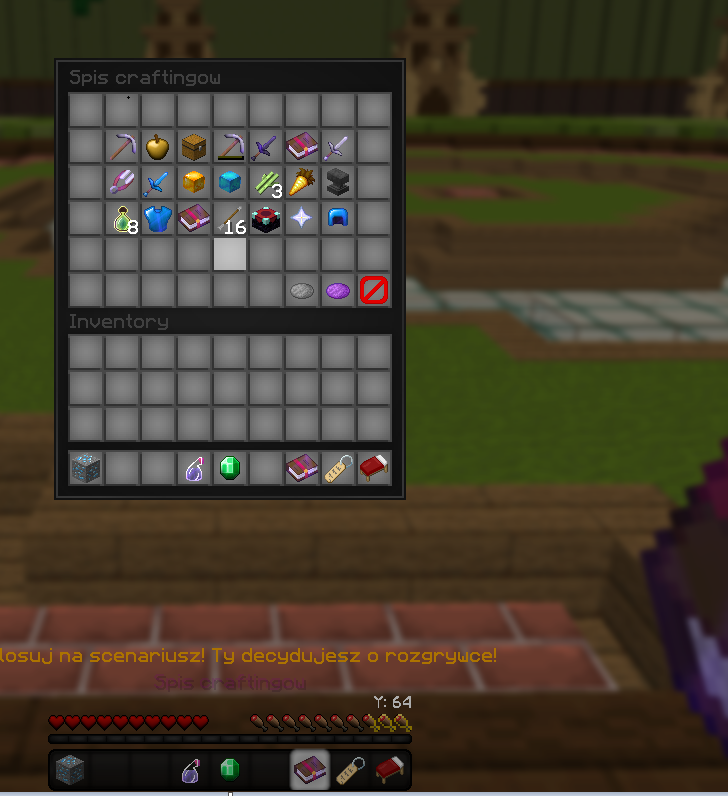 Spis craftingow
3
8
16
Inventory
losuj na scenariusz! Ty decydujesz o rozgrywce!
Spis craftingow
Y: 64